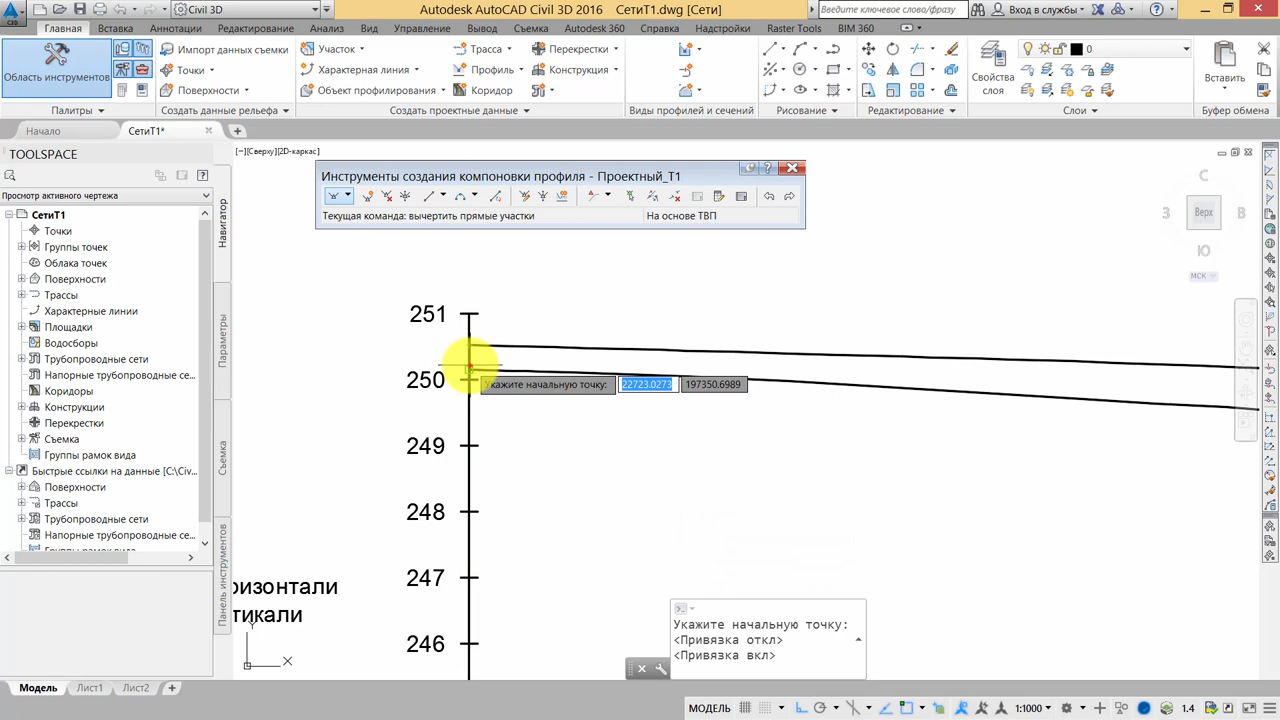 Civil 3D
Autodesk AutoCAD Civil 3D 2016 СетиТ1.dwg [Сети]
Введите ключевое слово/фразу
Вход в службы
Главная
Вставка
Аннотации
Редактирование
Анализ
Вид
Управление
Вывод
Съемка
Autodesk 360
Справка
Надстройки
Raster Tools
BIM 360
Область инструментов
Палитры
Импорт данных съемки
Точки
Поверхности
Создать данные рельефа
Участок
Характерная линия
Объект профилирования
Трасса
Профиль
Коридор
Перекрестки
Конструкция
Создать проектные данные
Виды профилей и сечений
Рисование
Редактирование
Свойства
слоя
0
Слои
Вставить
Буфер обмена
Начало
СетиТ1*
TOOLSPACE
Просмотр активного чертежа
СетиТ1
Точки
Группы точек
Облака точек
Поверхности
Трассы
Характерные линии
Площадки
Водосборы
Трубопроводные сети
Напорные трубопроводные се...
Коридоры
Конструкции
Перекрестки
Съемка
Группы рамок вида
Быстрые ссылки на данные [C:\Civ...
Поверхности
Трассы
Трубопроводные сети
Напорные трубопроводные се...
Группы рамок вида
Навигатор
Параметры
Съемка
Панель инструментов
[−][Сверху][2D-каркас]
Инструменты создания компоновки профиля - Проектный_Т1
Текущая команда: вычертить прямые участки
На основе ТВП
С
З
Верх
В
Ю
МСК
251
250
249
248
247
246
Укажите начальную точку:
22723.0273
197350.6989
ризонтали
тикали
Y
X
Укажите начальную точку:
<Привязка откл>
<Привязка вкл>
Модель
Лист1
Лист2
МОДЕЛЬ
1:1000
1.4